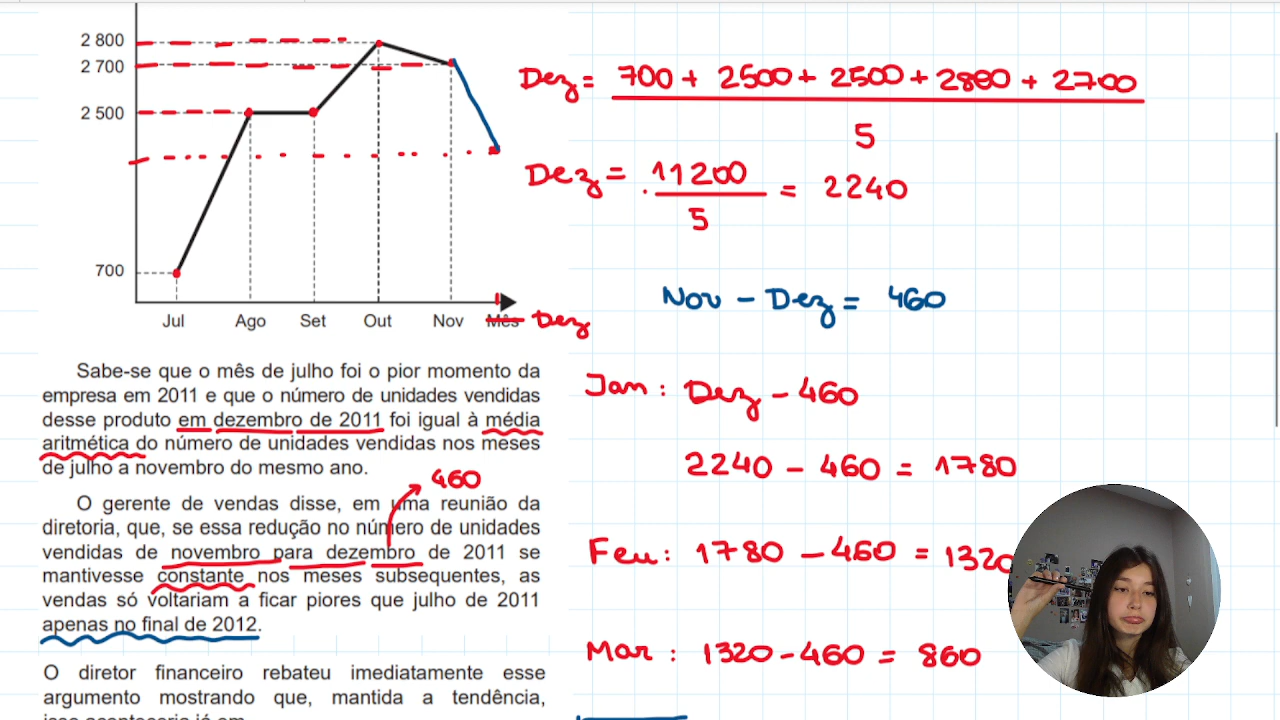 2 800
2 700
2 500
700
Jul Ago Set Out Nov Mês Dez
Sabe-se que o mês de julho foi o pior momento da
empresa em 2011 e que o número de unidades vendidas
desse produto em dezembro de 2011 foi igual à média
aritmética do número de unidades vendidas nos meses
de julho a novembro do mesmo ano.
460
O gerente de vendas disse, em uma reunião da
diretoria, que, se essa redução no número de unidades
vendidas de novembro para dezembro de 2011 se
mantivesse constante nos meses subsequentes, as
vendas só voltariam a ficar piores que julho de 2011
apenas no final de 2012.
O diretor financeiro rebateu imediatamente esse
argumento mostrando que, mantida a tendência,
isso aconteceria já em
Dez = 700 + 2500 + 2500 + 2800 + 2700
5
Dez = 11200 = 2240
5
Nov - Dez = 460
Jan : Dez - 460
2240 - 460 = 1780
Feu : 1780 - 460 = 1320
Mar : 1320 - 460 = 860